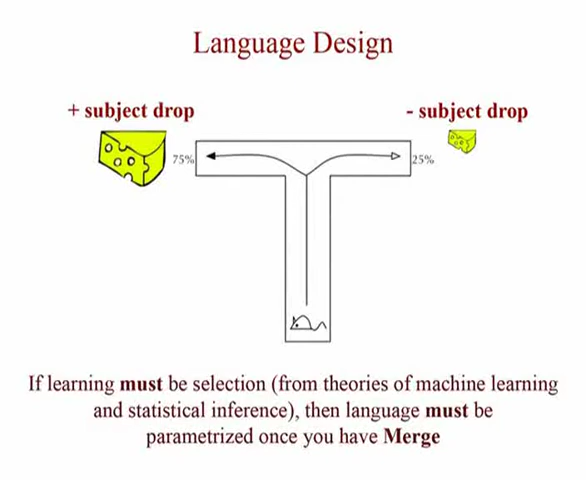 Language Design
+ subject drop
- subject drop
75%
25%
If learning must be selection (from theories of machine learning
and statistical inference), then language must be
parametrized once you have Merge